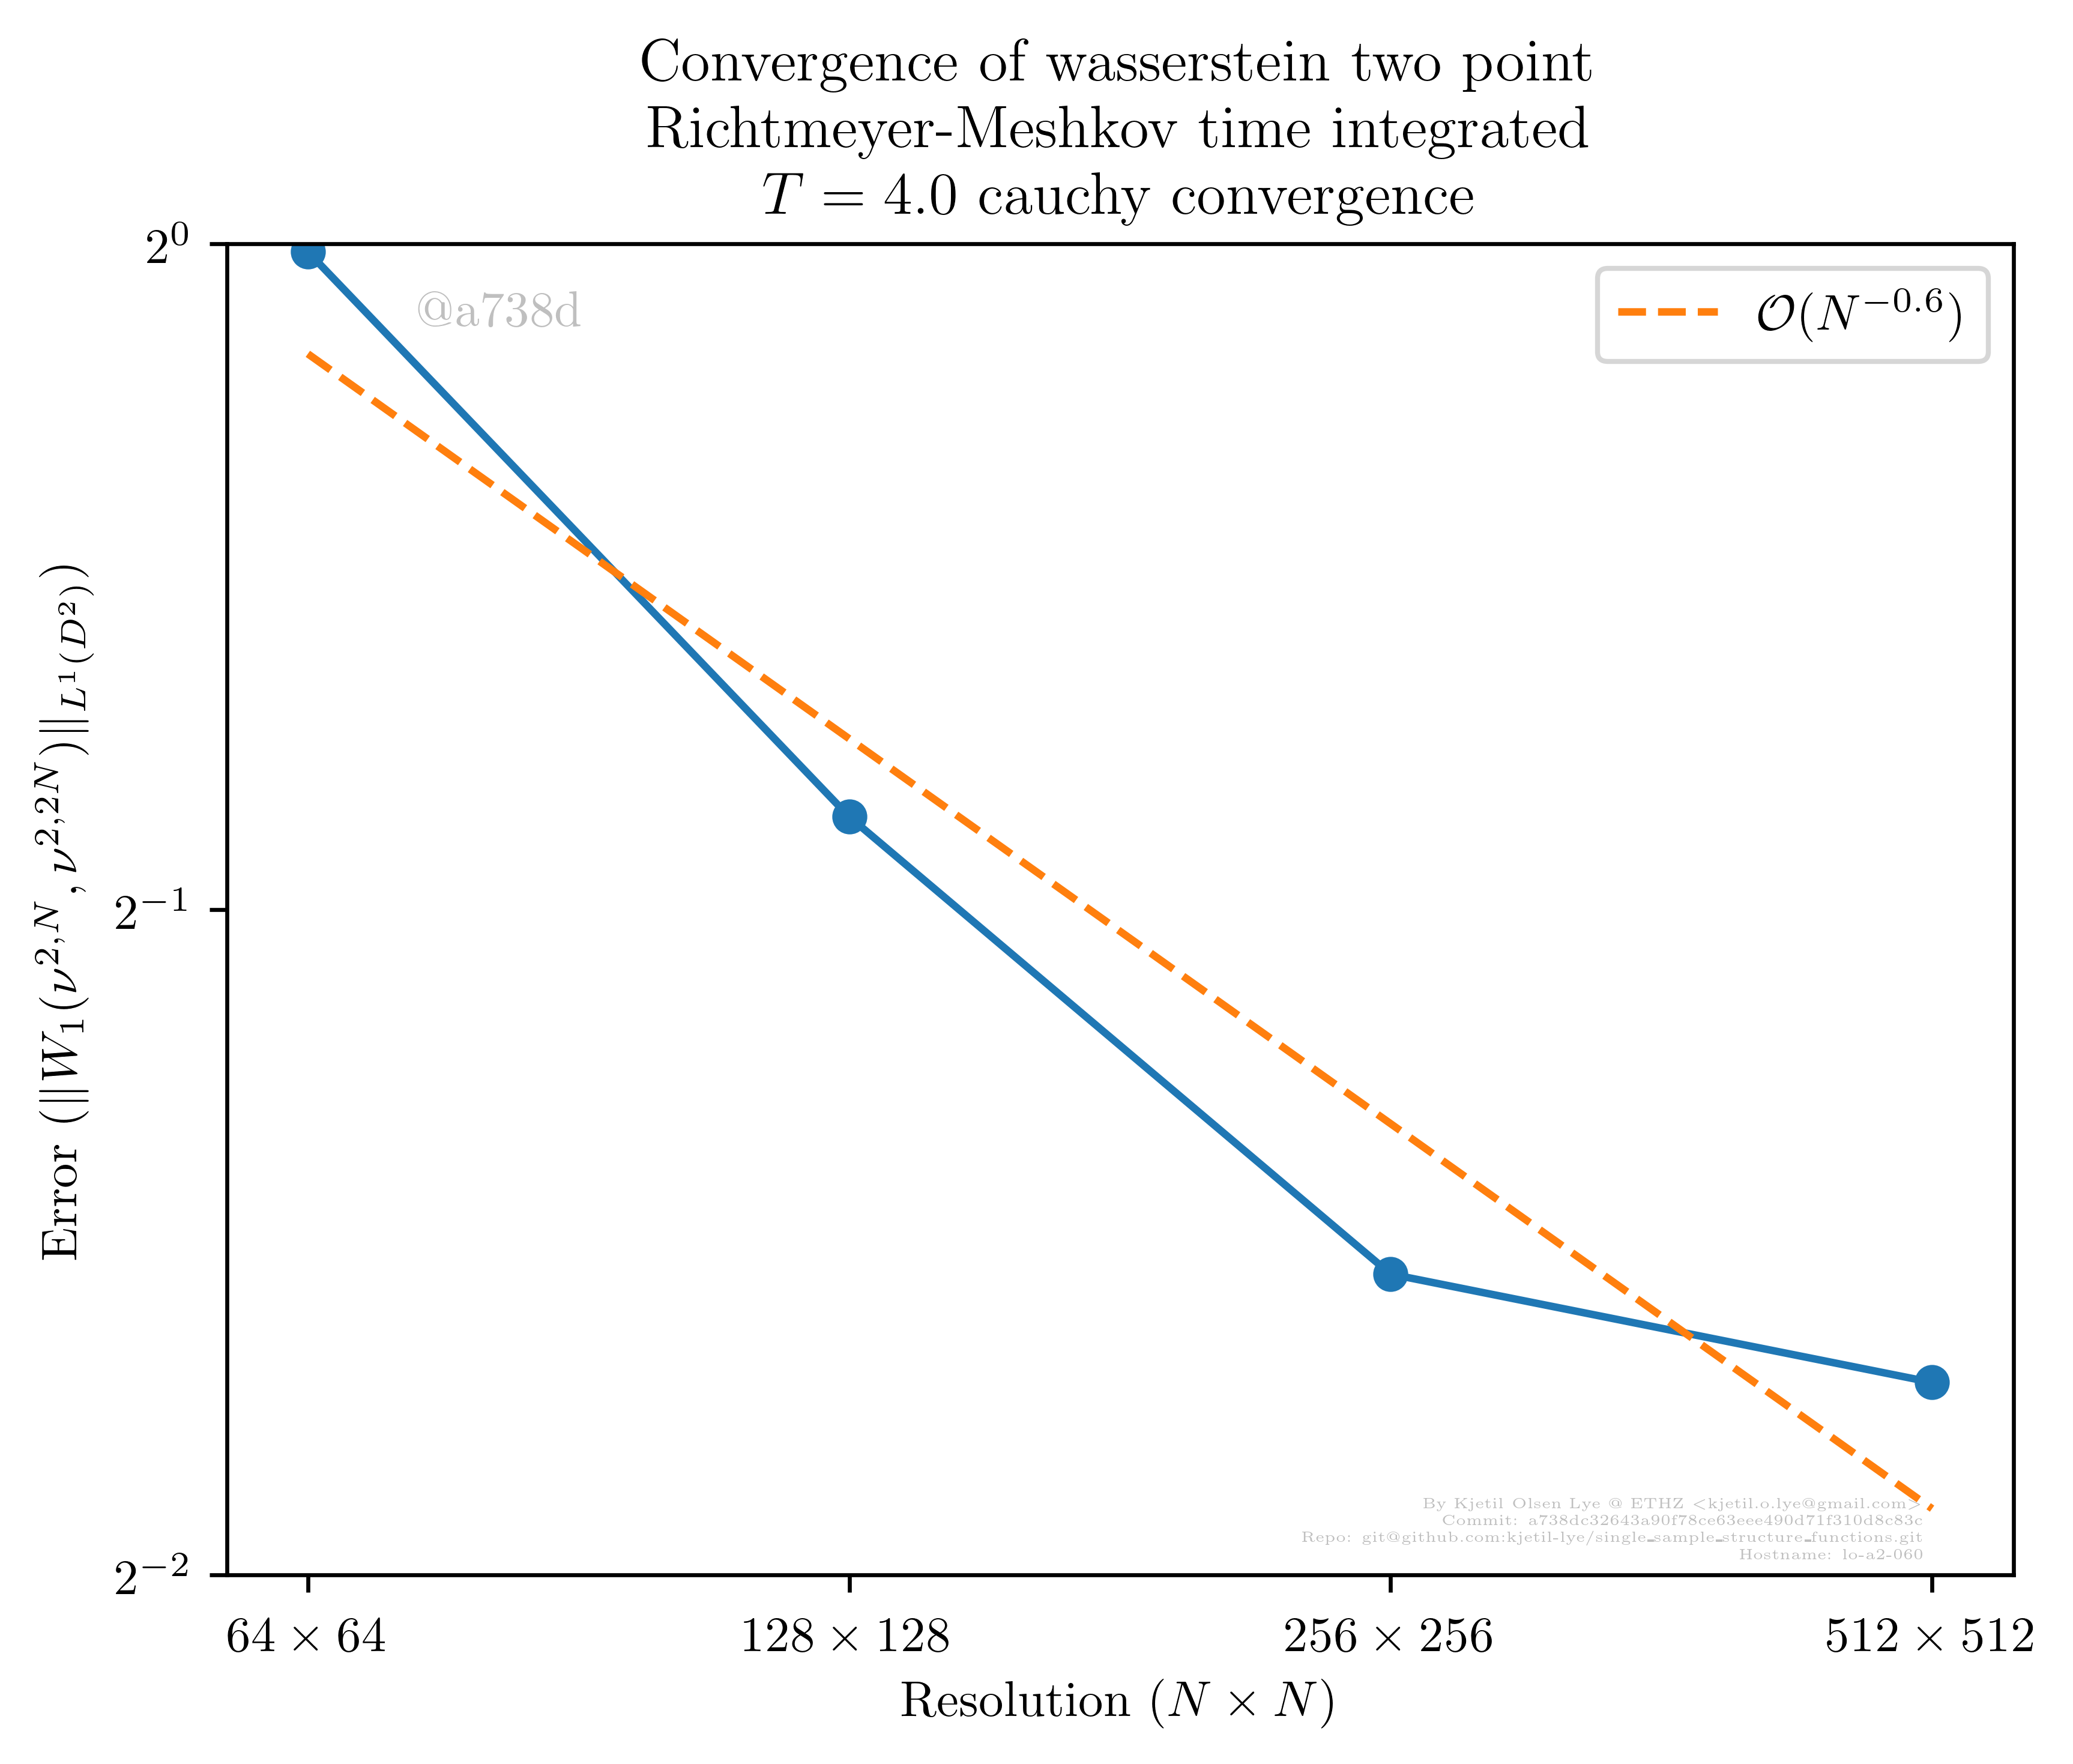 Convergence of wasserstein two point
Richtmeyer-Meshkov time integrated
T = 4.0 cauchy convergence
2^0
@a738d
O(N^{-0.6})
2^{-1}
Error (||W_1(ν^{2,N}, ν^{2,2N})||_{L^1(D^2)})
By Kjetil Olsen Lye @ ETHZ <kjetil.o.lye@gmail.com>
Commit: a738dc32643a90f78ce63eee490d71f310d8c83c
Repo: git@github.com:kjetil-lye/single_sample_structure_functions.git
Hostname: lo-a2-060
2^{-2}
64 × 64 128 × 128 256 × 256 512 × 512
Resolution (N × N)